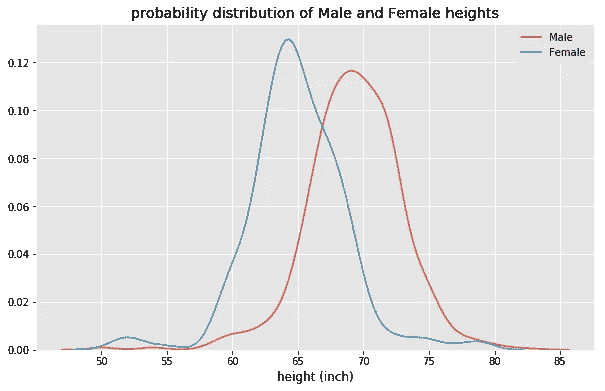 probability distribution of Male and Female heights
Male
Female
0.12
0.10
0.08
0.06
0.04
0.02
0.00
50 55 60 65 70 75 80 85
height (inch)